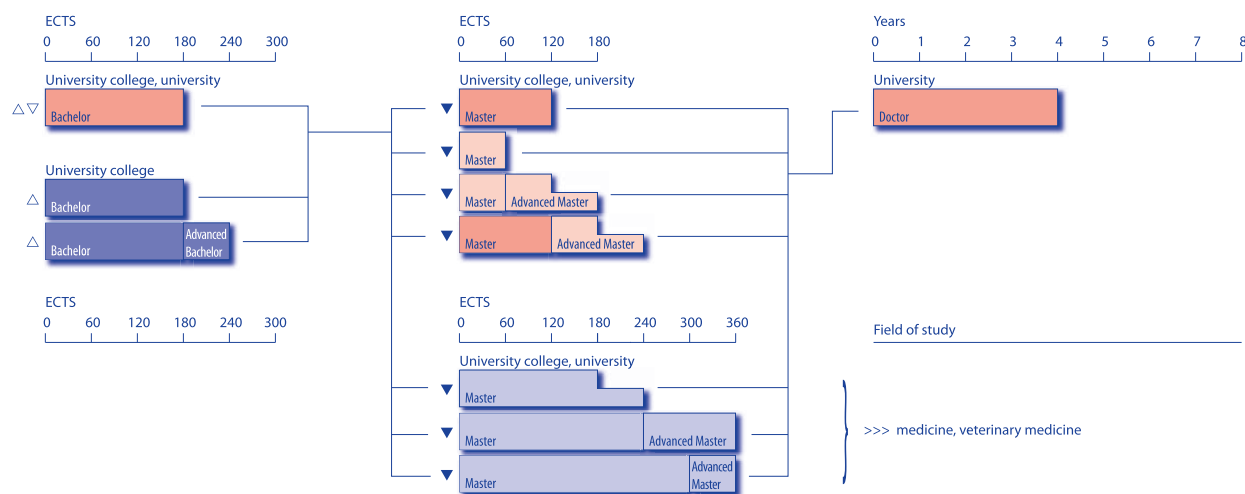 ECTS
0 60 120 180 240 300
University college, university
Bachelor
University college
Bachelor
Bachelor
Advanced
Bachelor
ECTS
0 60 120 180 240 300
ECTS
0 60 120 180
University college, university
Master
Master
Master
Advanced Master
Master
Advanced Master
ECTS
0 60 120 180 240 300 360
University college, university
Master
Master
Advanced Master
Master
Advanced
Master
Years
0 1 2 3 4 5 6 7 8
University
Doctor
Field of study
>>> medicine, veterinary medicine